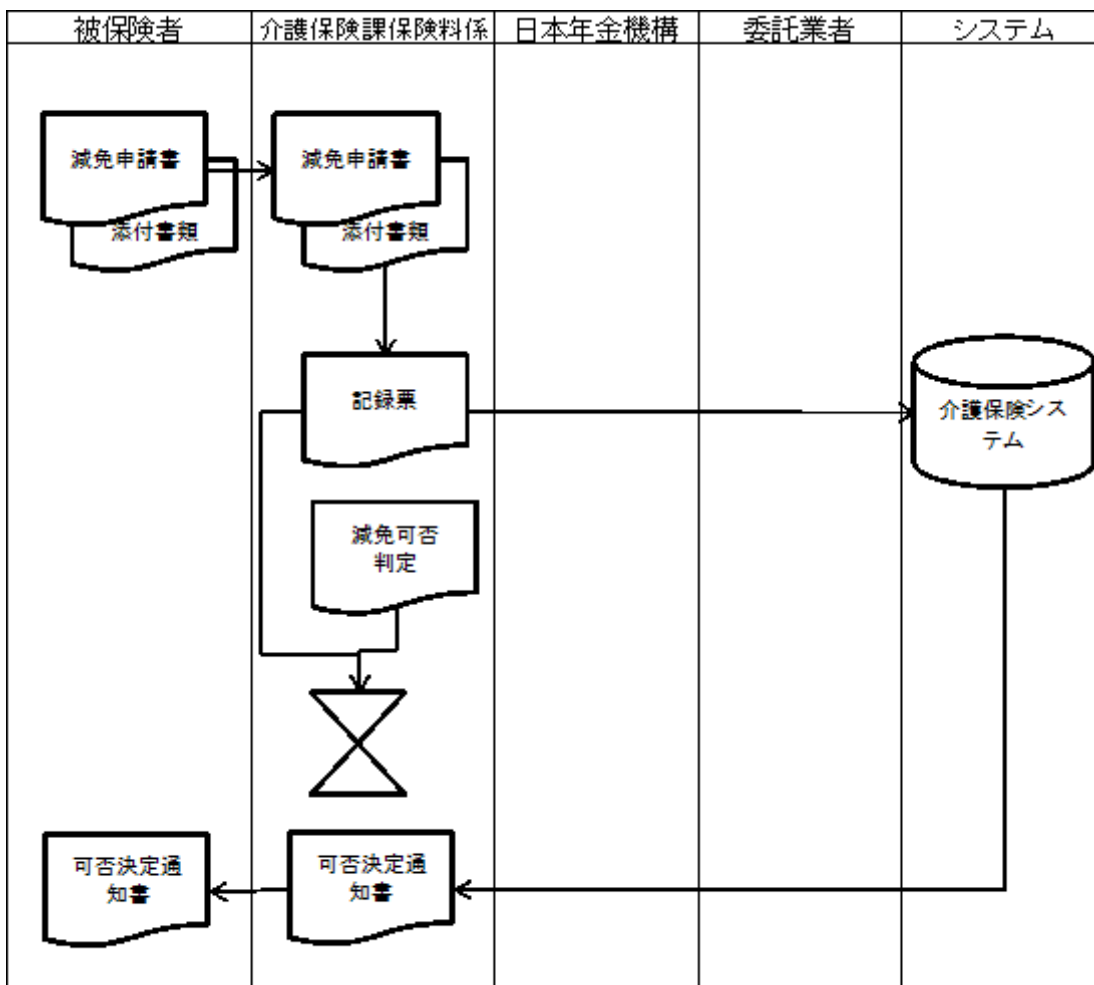 被保険者
介護保険課保険料係
日本年金機構
委託業者
システム
減免申請書
添付書類
減免申請書
添付書類
記録票
介護保険シス
テム
減免可否
判定
可否決定通
知書
可否決定通
知書